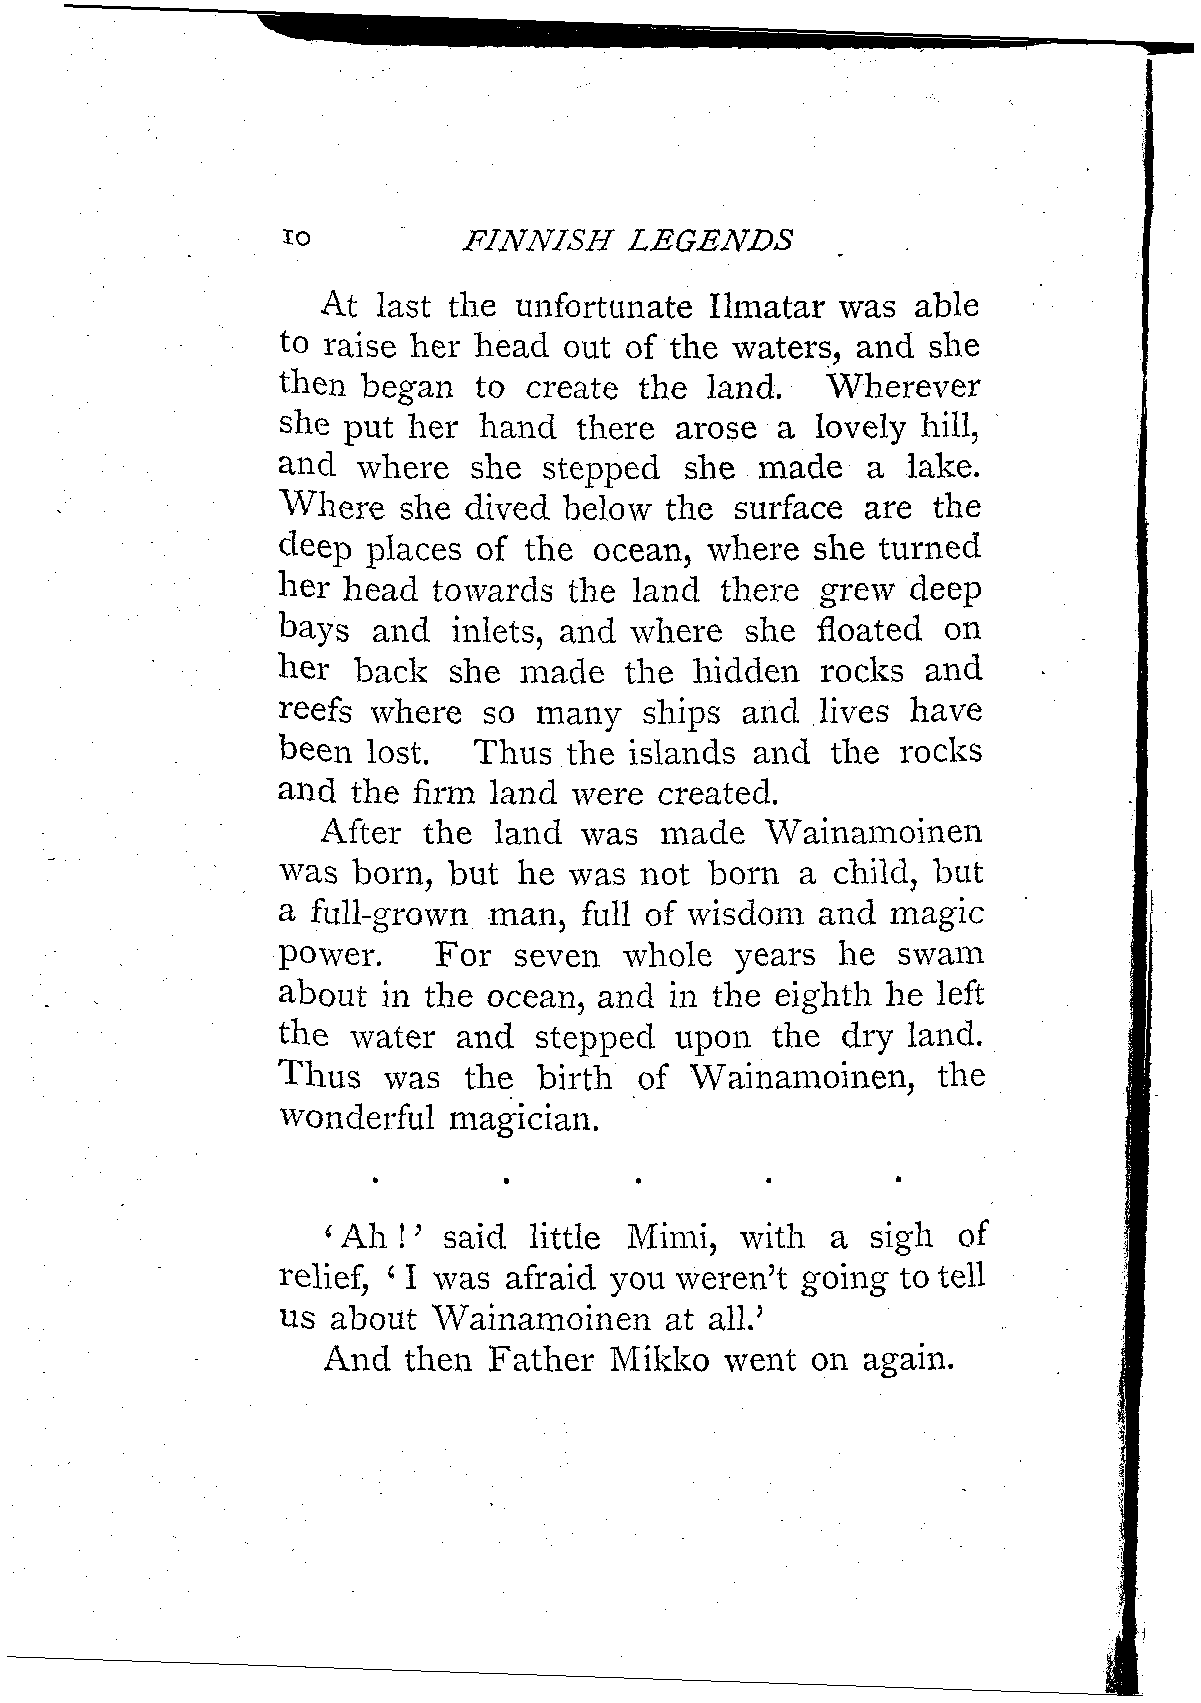 10 FINNISH LEGENDS
At last the unfortunate Ilmatar was able
to raise her head out of the waters, and she
then began to create the land. Wherever
she put her hand there arose a lovely hill,
and where she stepped she made a lake.
Where she dived below the surface are the
deep places of the ocean, where she turned
her head towards the land there grew deep
bays and inlets, and where she floated on
her back she made the hidden rocks and
reefs where so many ships and lives have
been lost. Thus the islands and the rocks
and the firm land were created.
After the land was made Wainamoinen
was born, but he was not born a child, but
a full-grown man, full of wisdom and magic
power. For seven whole years he swam
about in the ocean, and in the eighth he left
the water and stepped upon the dry land.
Thus was the birth of Wainamoinen, the
wonderful magician.
. . . . .
‘Ah!’ said little Mimi, with a sigh of
relief, ‘I was afraid you weren't going to tell
us about Wainamoinen at all.’
And then Father Mikko went on again.